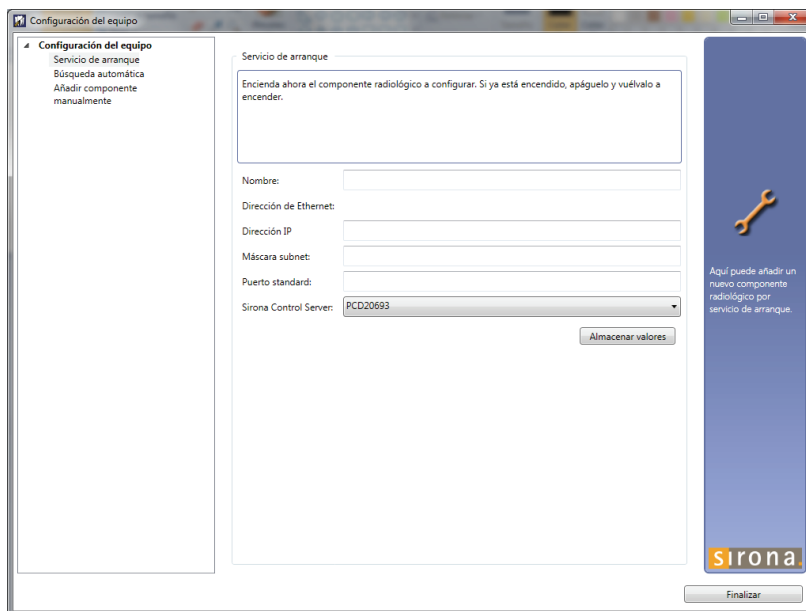 Configuración del equipo
Configuración del equipo
Servicio de arranque
Búsqueda automática
Añadir componente
manualmente
Servicio de arranque
Encienda ahora el componente radiológico a configurar. Si ya está encendido, apáguelo y vuélvalo a
encender.
Nombre:
Dirección de Ethernet:
Dirección IP
Máscara subnet:
Puerto standard:
Sirona Control Server: PCD20693
Almacenar valores
Aquí puede añadir un
nuevo componente
radiológico por
servicio de arranque.
sirona.
Finalizar